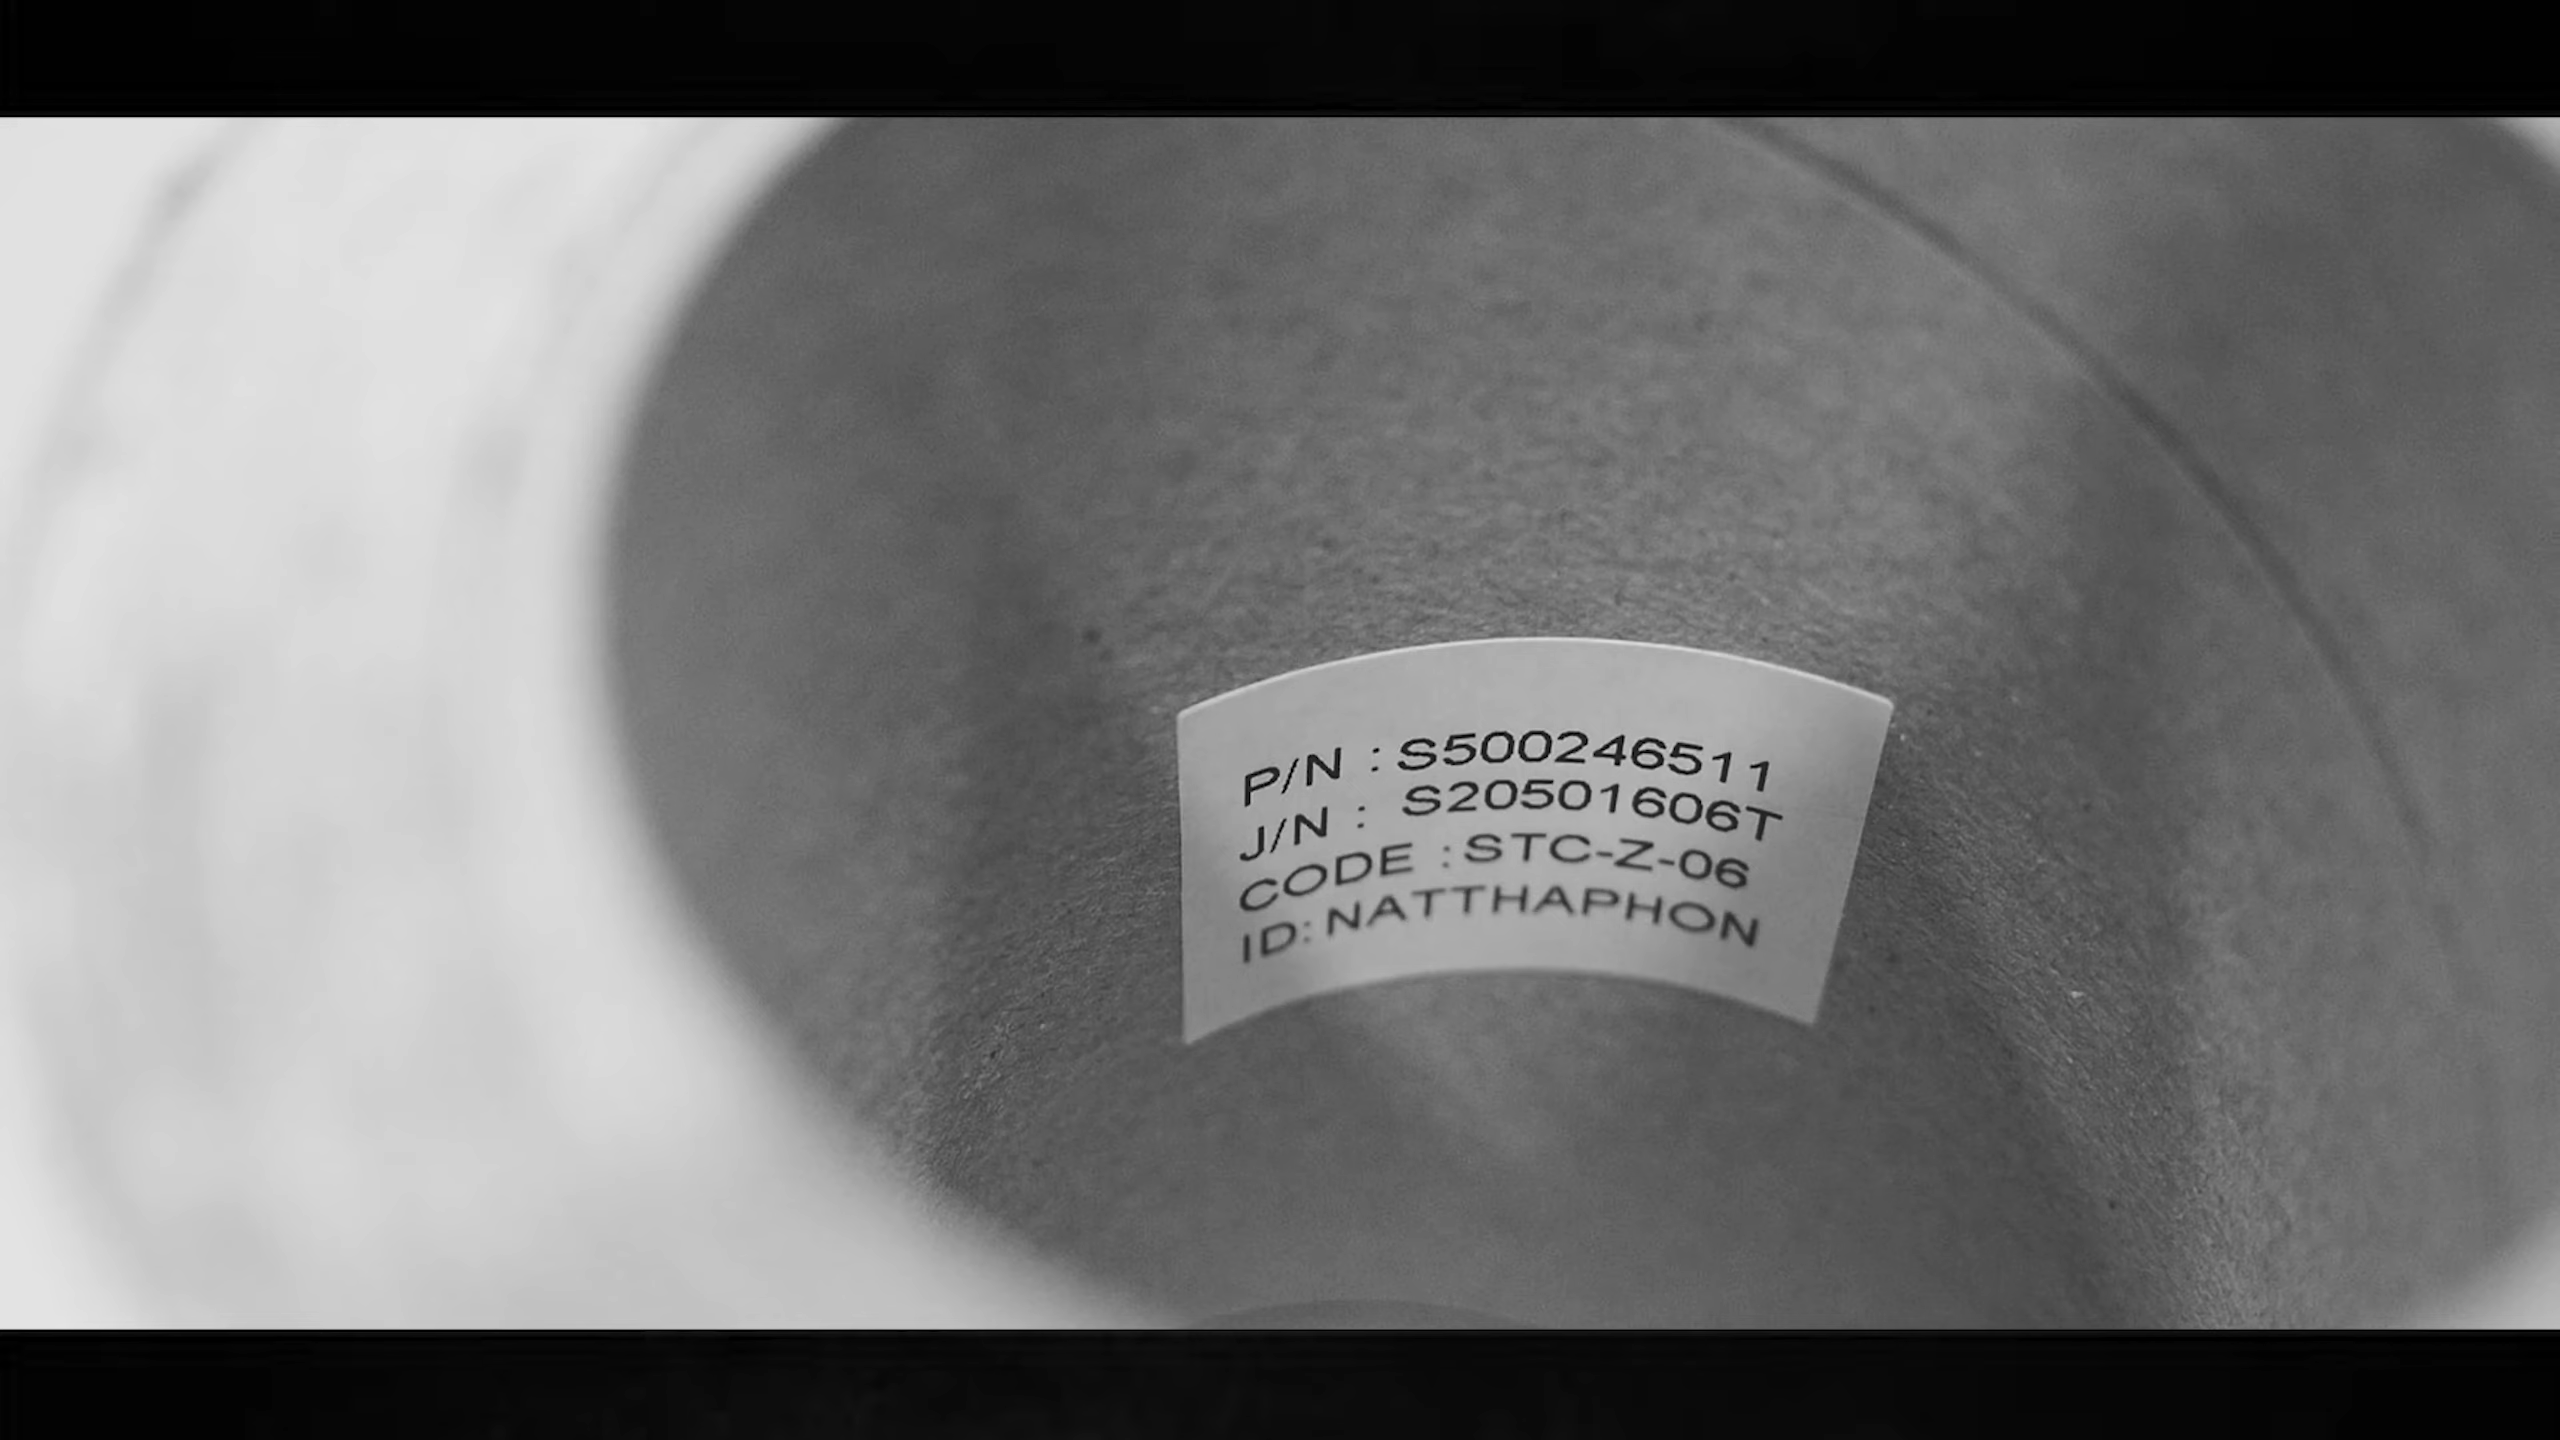 P/N : S500246511
J/N : S20501606T
CODE : STC-Z-06
ID: NATTHAPHON